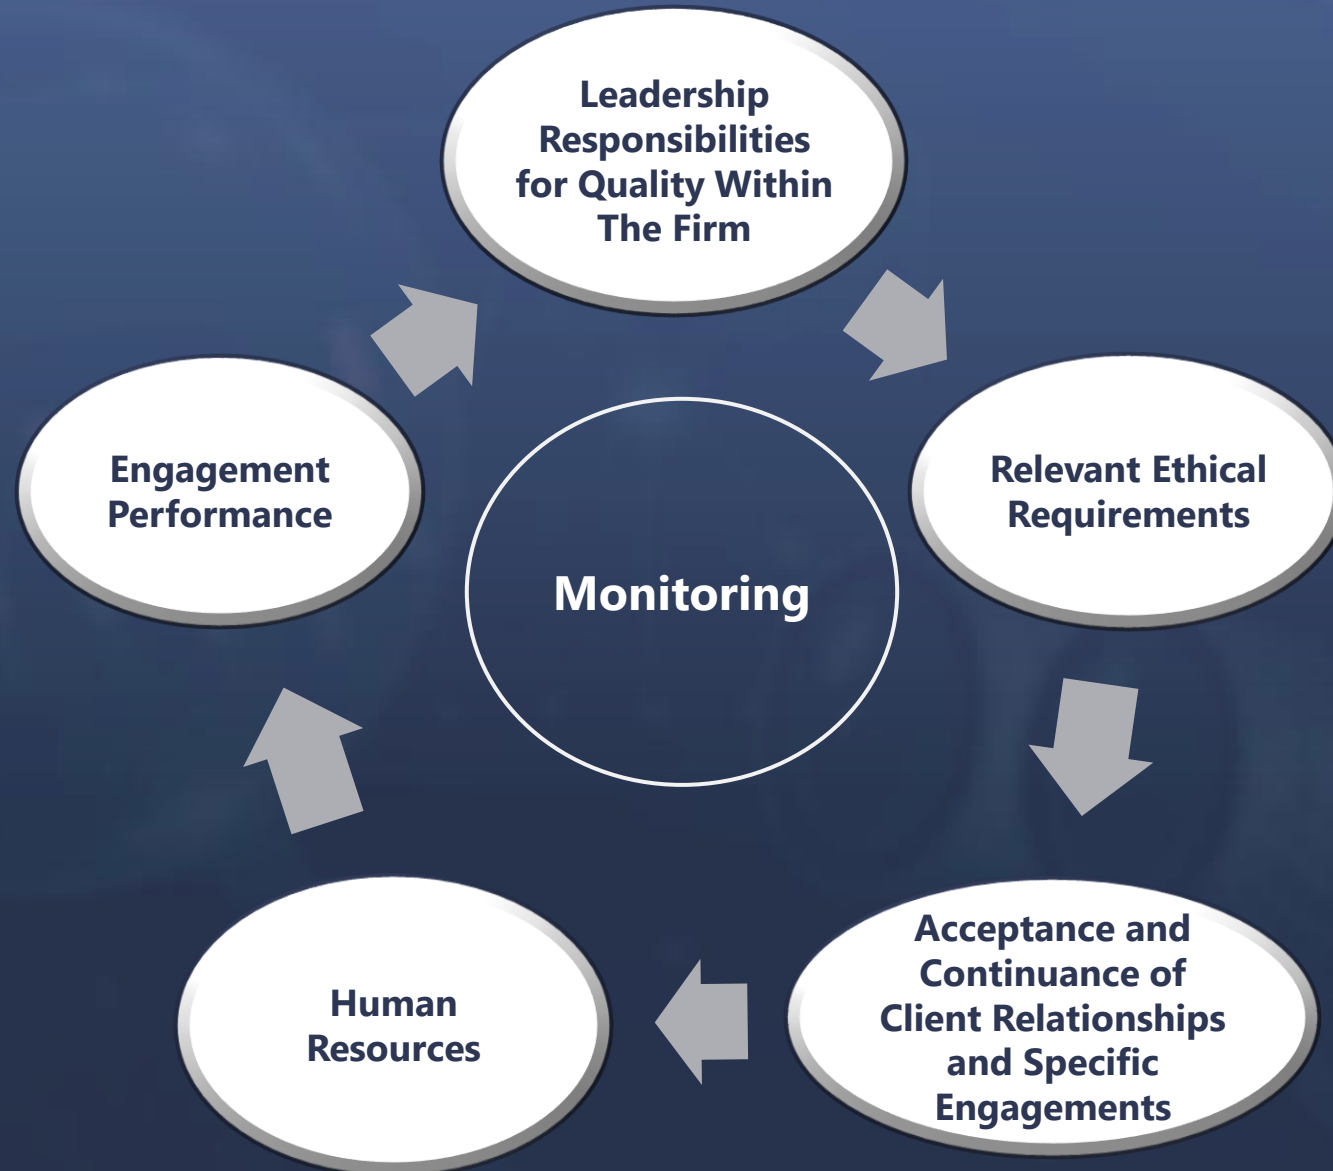 Leadership
Responsibilities
for Quality Within
The Firm
Relevant Ethical
Requirements
Acceptance and
Continuance of
Client Relationships
and Specific
Engagements
Human
Resources
Engagement
Performance
Monitoring